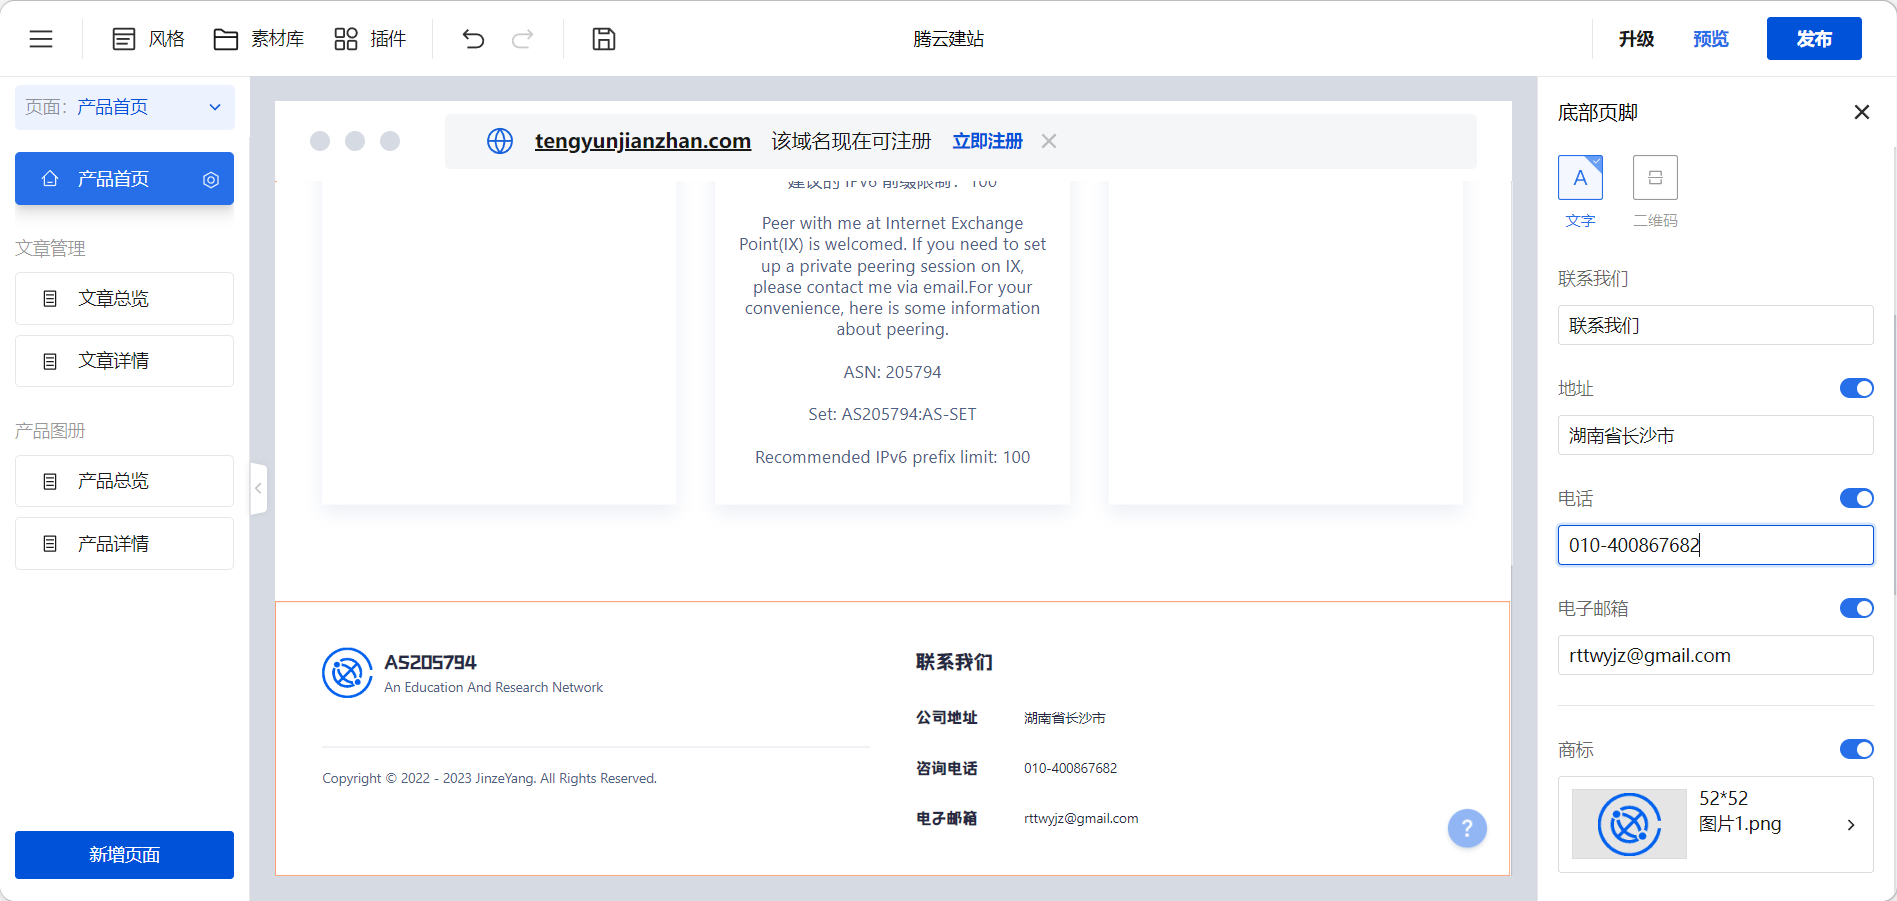 风格
素材库
插件
腾云建站
升级
预览
发布
页面：产品首页
产品首页
文章管理
文章总览
文章详情
产品图册
产品总览
产品详情
新增页面
tengyunjianzhan.com 该域名现在可注册 立即注册
建议的 IPv6 前缀限制：100
Peer with me at Internet Exchange
Point(IX) is welcomed. If you need to set
up a private peering session on IX,
please contact me via email.For your
convenience, here is some information
about peering.
ASN: 205794
Set: AS205794:AS-SET
Recommended IPv6 prefix limit: 100
AS205794
An Education And Research Network
Copyright © 2022 - 2023 JinzeYang. All Rights Reserved.
联系我们
公司地址 湖南省长沙市
咨询电话 010-400867682
电子邮箱 rttwyjz@gmail.com
?
底部页脚
A
文字
二维码
联系我们
联系我们
地址
湖南省长沙市
电话
010-400867682
电子邮箱
rttwyjz@gmail.com
商标
52*52
图片1.png